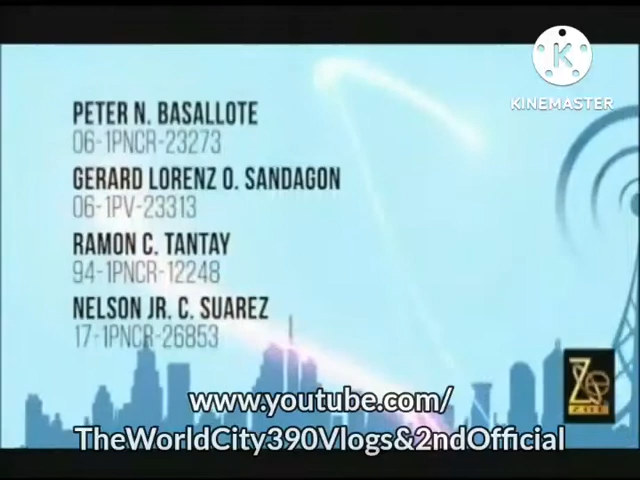 KINEMASTER
PETER N. BASALLOTE
06-1PNCR-23273
GERARD LORENZ O. SANDAGON
06-1PV-23313
RAMON C. TANTAY
94-1PNCR-12248
NELSON JR. C. SUAREZ
17-1PNCR-26853
www.youtube.com/
TheWorldCity390Vlogs&2ndOfficial